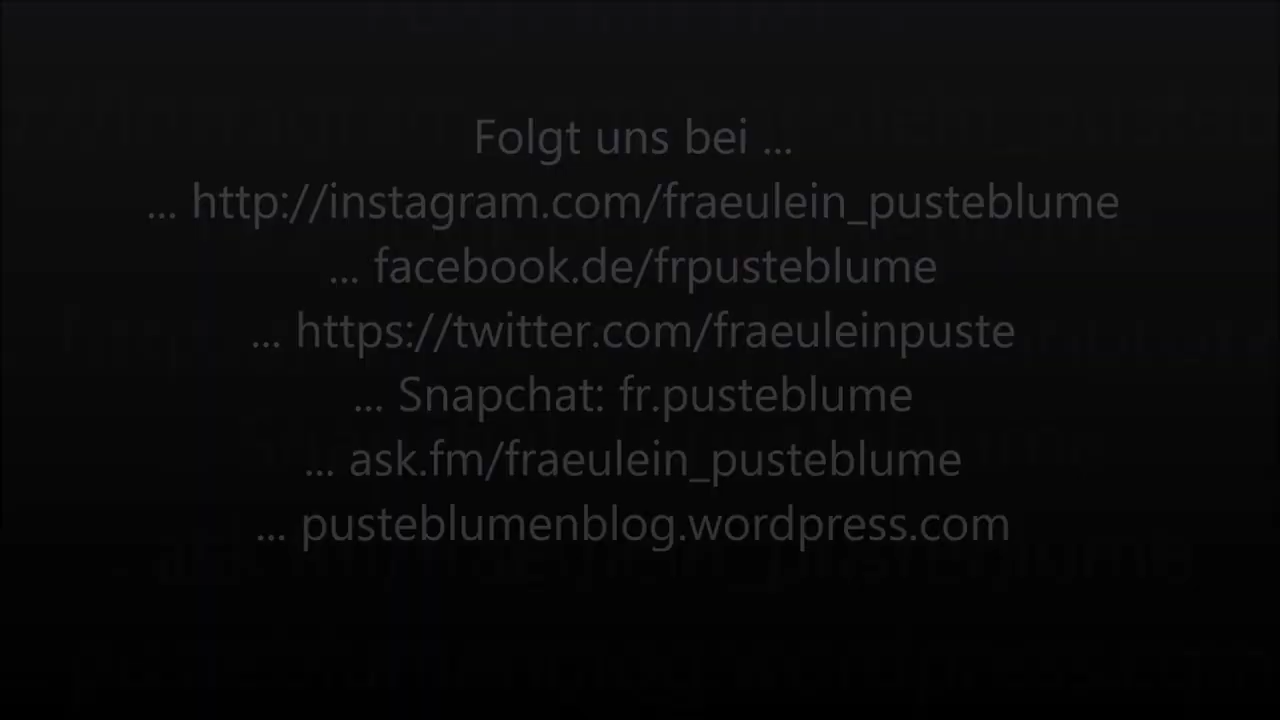 Folgt uns bei ...
... http://instagram.com/fraeulein_pusteblume
... facebook.de/frpusteblume
... https://twitter.com/fraeuleinpuste
... Snapchat: fr.pusteblume
... ask.fm/fraeulein_pusteblume
... pusteblumenblog.wordpress.com